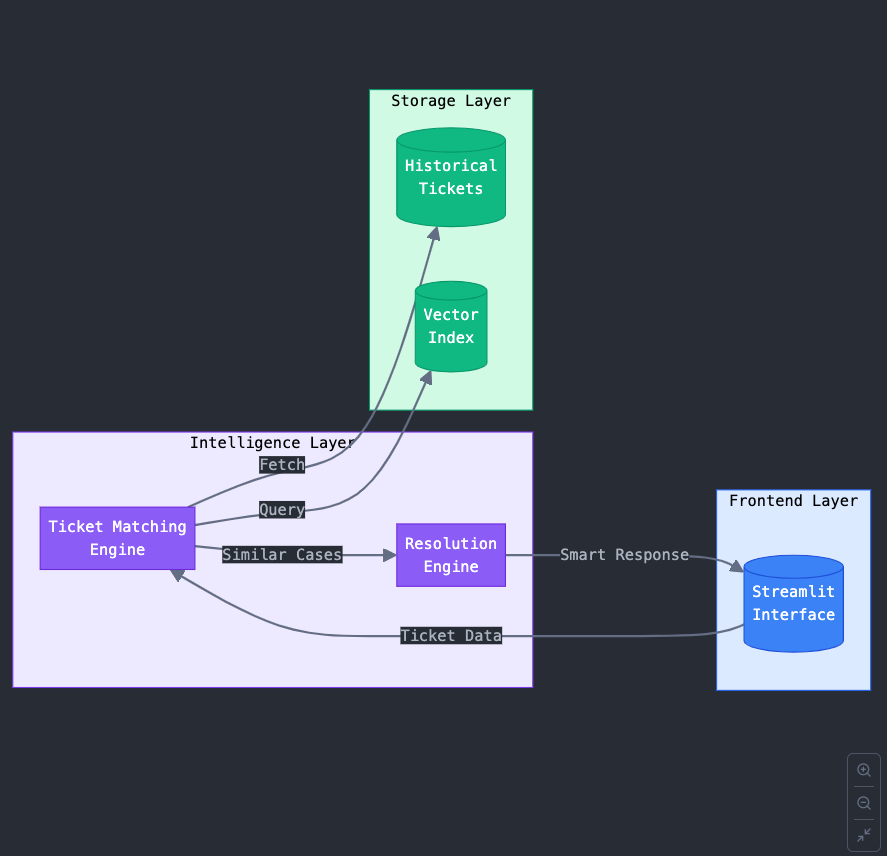 Storage Layer
Historical
Tickets
Vector
Index
Intelligence Layer
Fetch
Query
Ticket Matching
Engine
Similar Cases
Resolution
Engine
Smart Response
Ticket Data
Frontend Layer
Streamlit
Interface